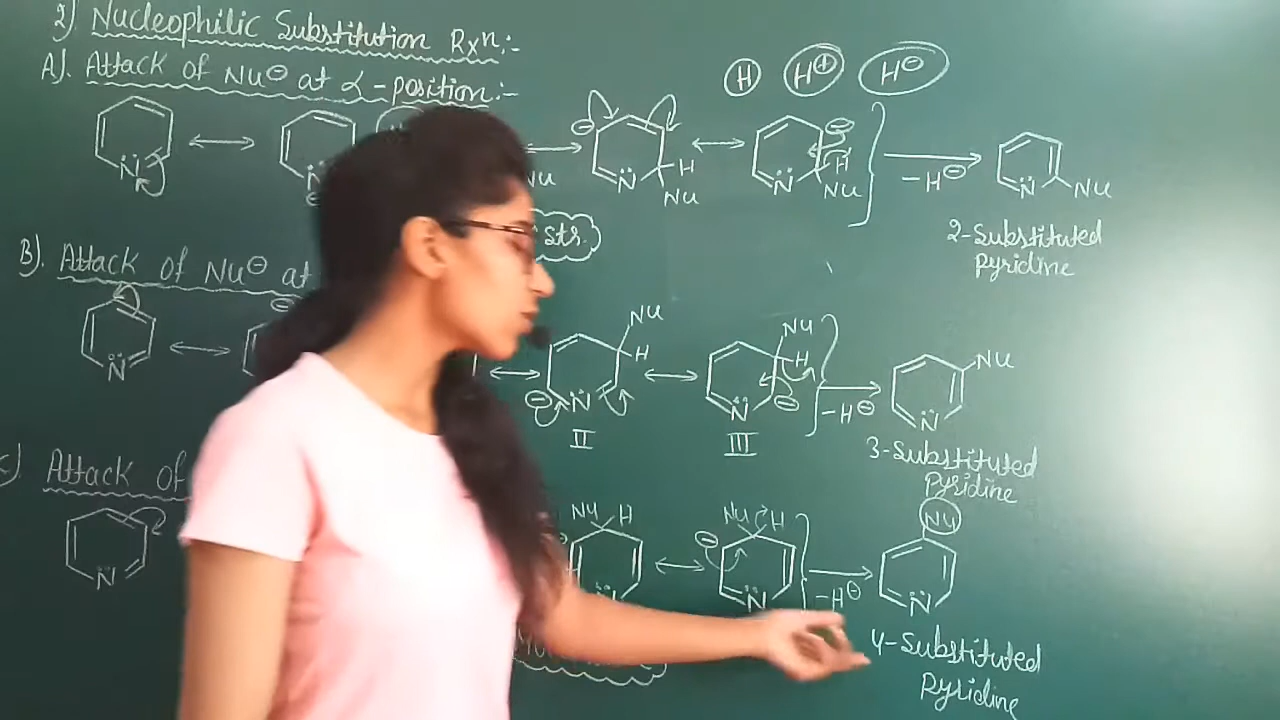 2) Nucleophilic Substitution Rxⁿ:-
A). Attack of Nu⊖ at α-position:-
H H⊕ H⊖
N N Nu N H Nu N H Nu -H⊖ N Nu
Str.
2-Substituted
Pyridine
B). Attack of Nu⊖ at
N Nu H N Nu H N -H⊖ Nu N
II III
3-Substituted
Pyridine
C) Attack of
N Nu H N Nu H N -H⊖ Nu N
4-Substituted
Pyridine